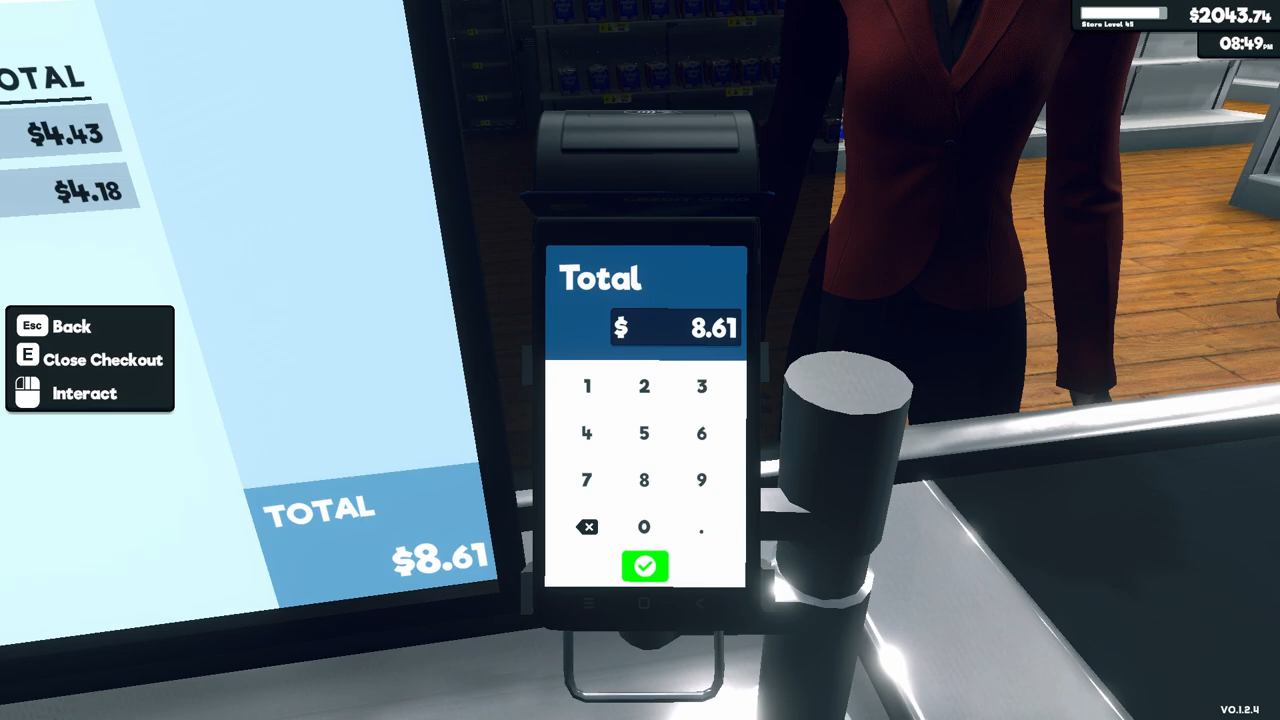 OTAL
$4.43
$4.18
Esc Back
E Close Checkout
Interact
TOTAL
$8.61
Total
$ 8.61
1 2 3
4 5 6
7 8 9
0 .
$2043.74
Store Level 45
08:49PM
V0.1.2.4